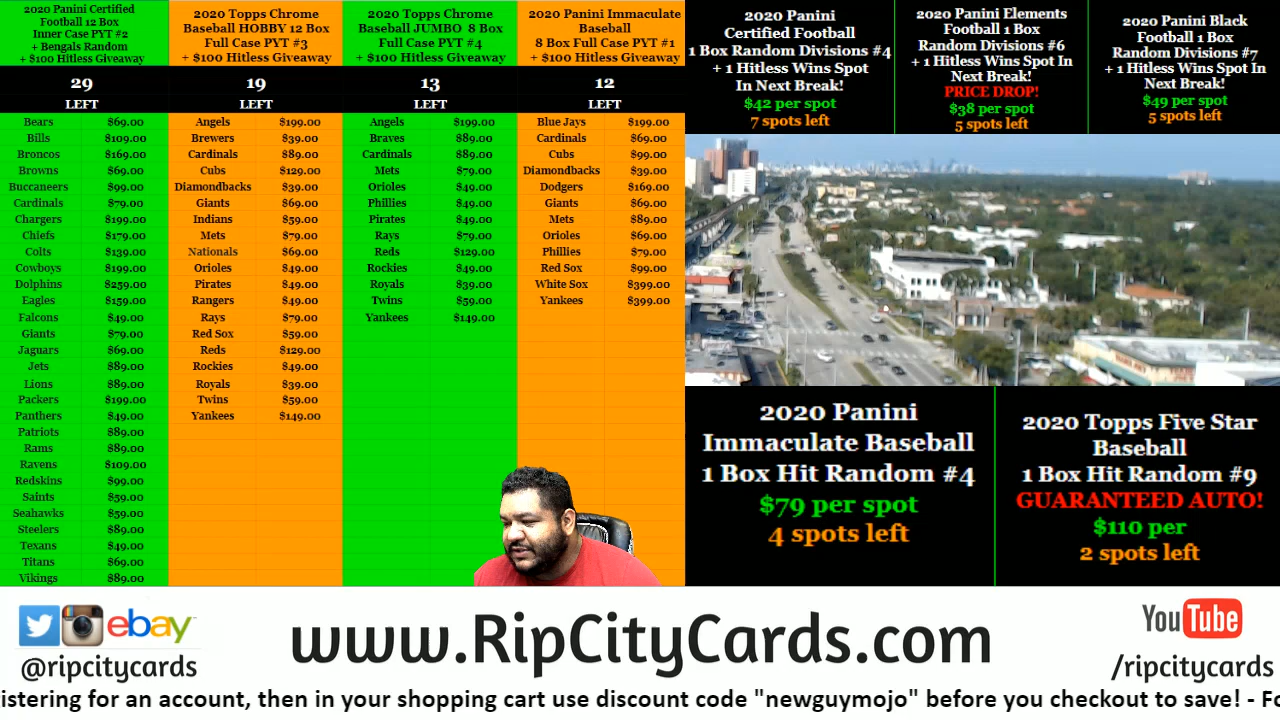 2020 Panini Certified
Football 12 Box
Inner Case PYT #2
+ Bengals Random
+ $100 Hitless Giveaway
29
LEFT
Bears $69.00
Bills $109.00
Broncos $169.00
Browns $69.00
Buccaneers $99.00
Cardinals $79.00
Chargers $199.00
Chiefs $179.00
Colts $139.00
Cowboys $199.00
Dolphins $259.00
Eagles $159.00
Falcons $49.00
Giants $79.00
Jaguars $69.00
Jets $89.00
Lions $89.00
Packers $199.00
Panthers $49.00
Patriots $89.00
Rams $89.00
Ravens $109.00
Redskins $99.00
Saints $59.00
Seahawks $59.00
Steelers $89.00
Texans $49.00
Titans $69.00
Vikings $89.00
2020 Topps Chrome
Baseball HOBBY 12 Box
Full Case PYT #3
+ $100 Hitless Giveaway
19
LEFT
Angels $199.00
Brewers $39.00
Cardinals $89.00
Cubs $129.00
Diamondbacks $39.00
Giants $69.00
Indians $59.00
Mets $79.00
Nationals $69.00
Orioles $49.00
Pirates $49.00
Rangers $49.00
Rays $79.00
Red Sox $59.00
Reds $129.00
Rockies $49.00
Royals $39.00
Twins $59.00
Yankees $149.00
2020 Topps Chrome
Baseball JUMBO 8 Box
Full Case PYT #4
+ $100 Hitless Giveaway
13
LEFT
Angels $199.00
Braves $89.00
Cardinals $89.00
Mets $79.00
Orioles $49.00
Phillies $49.00
Pirates $49.00
Rays $79.00
Reds $129.00
Rockies $49.00
Royals $39.00
Twins $59.00
Yankees $149.00
2020 Panini Immaculate
Baseball
8 Box Full Case PYT #1
+ $100 Hitless Giveaway
12
LEFT
Blue Jays $199.00
Cardinals $69.00
Cubs $99.00
Diamondbacks $39.00
Dodgers $169.00
Giants $69.00
Mets $89.00
Orioles $69.00
Phillies $79.00
Red Sox $99.00
White Sox $399.00
Yankees $399.00
2020 Panini
Certified Football
1 Box Random Divisions #4
+ 1 Hitless Wins Spot
In Next Break!
$42 per spot
7 spots left
2020 Panini Elements
Football 1 Box
Random Divisions #6
+ 1 Hitless Wins Spot In
Next Break!
PRICE DROP!
$38 per spot
5 spots left
2020 Panini Black
Football 1 Box
Random Divisions #7
+ 1 Hitless Wins Spot In
Next Break!
$49 per spot
5 spots left
2020 Panini
Immaculate Baseball
1 Box Hit Random #4
$79 per spot
4 spots left
2020 Topps Five Star
Baseball
1 Box Hit Random #9
GUARANTEED AUTO!
$110 per
2 spots left
ebay
@ripcitycards
www.RipCityCards.com
YouTube
/ripcitycards
istering for an account, then in your shopping cart use discount code "newguymojo" before you checkout to save! - Fo